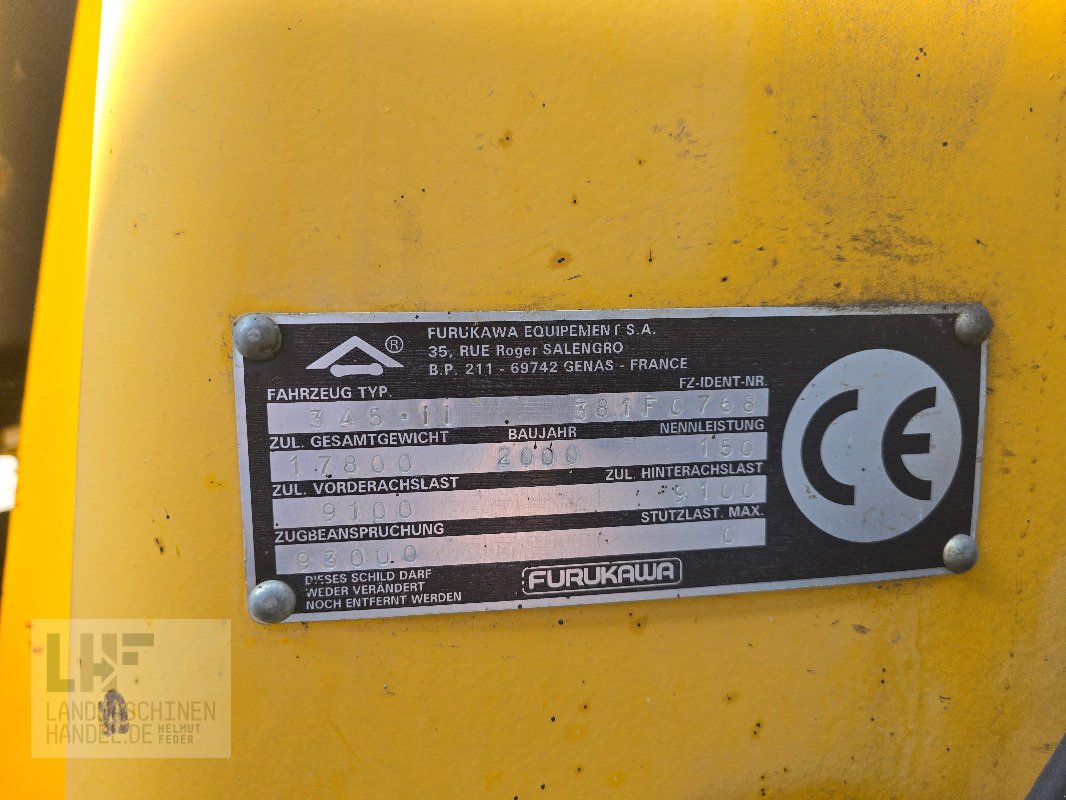 FURUKAWA EQUIPEMENT S.A.
35, RUE Roger SALENGRO
B.P. 211 - 69742 GENAS - FRANCE
®
FAHRZEUG TYP. FZ-IDENT-NR.
345-II 381F0768
ZUL. GESAMTGEWICHT BAUJAHR NENNLEISTUNG
17800 2000 150
ZUL. VORDERACHSLAST ZUL. HINTERACHSLAST
9100 9100
ZUGBEANSPRUCHUNG STUTZLAST. MAX.
93000 0
DIESES SCHILD DARF
WEDER VERÄNDERT
NOCH ENTFERNT WERDEN
FURUKAWA
CE
LHF
LANDMASCHINEN
HANDEL.DE HELMUT
FEDER